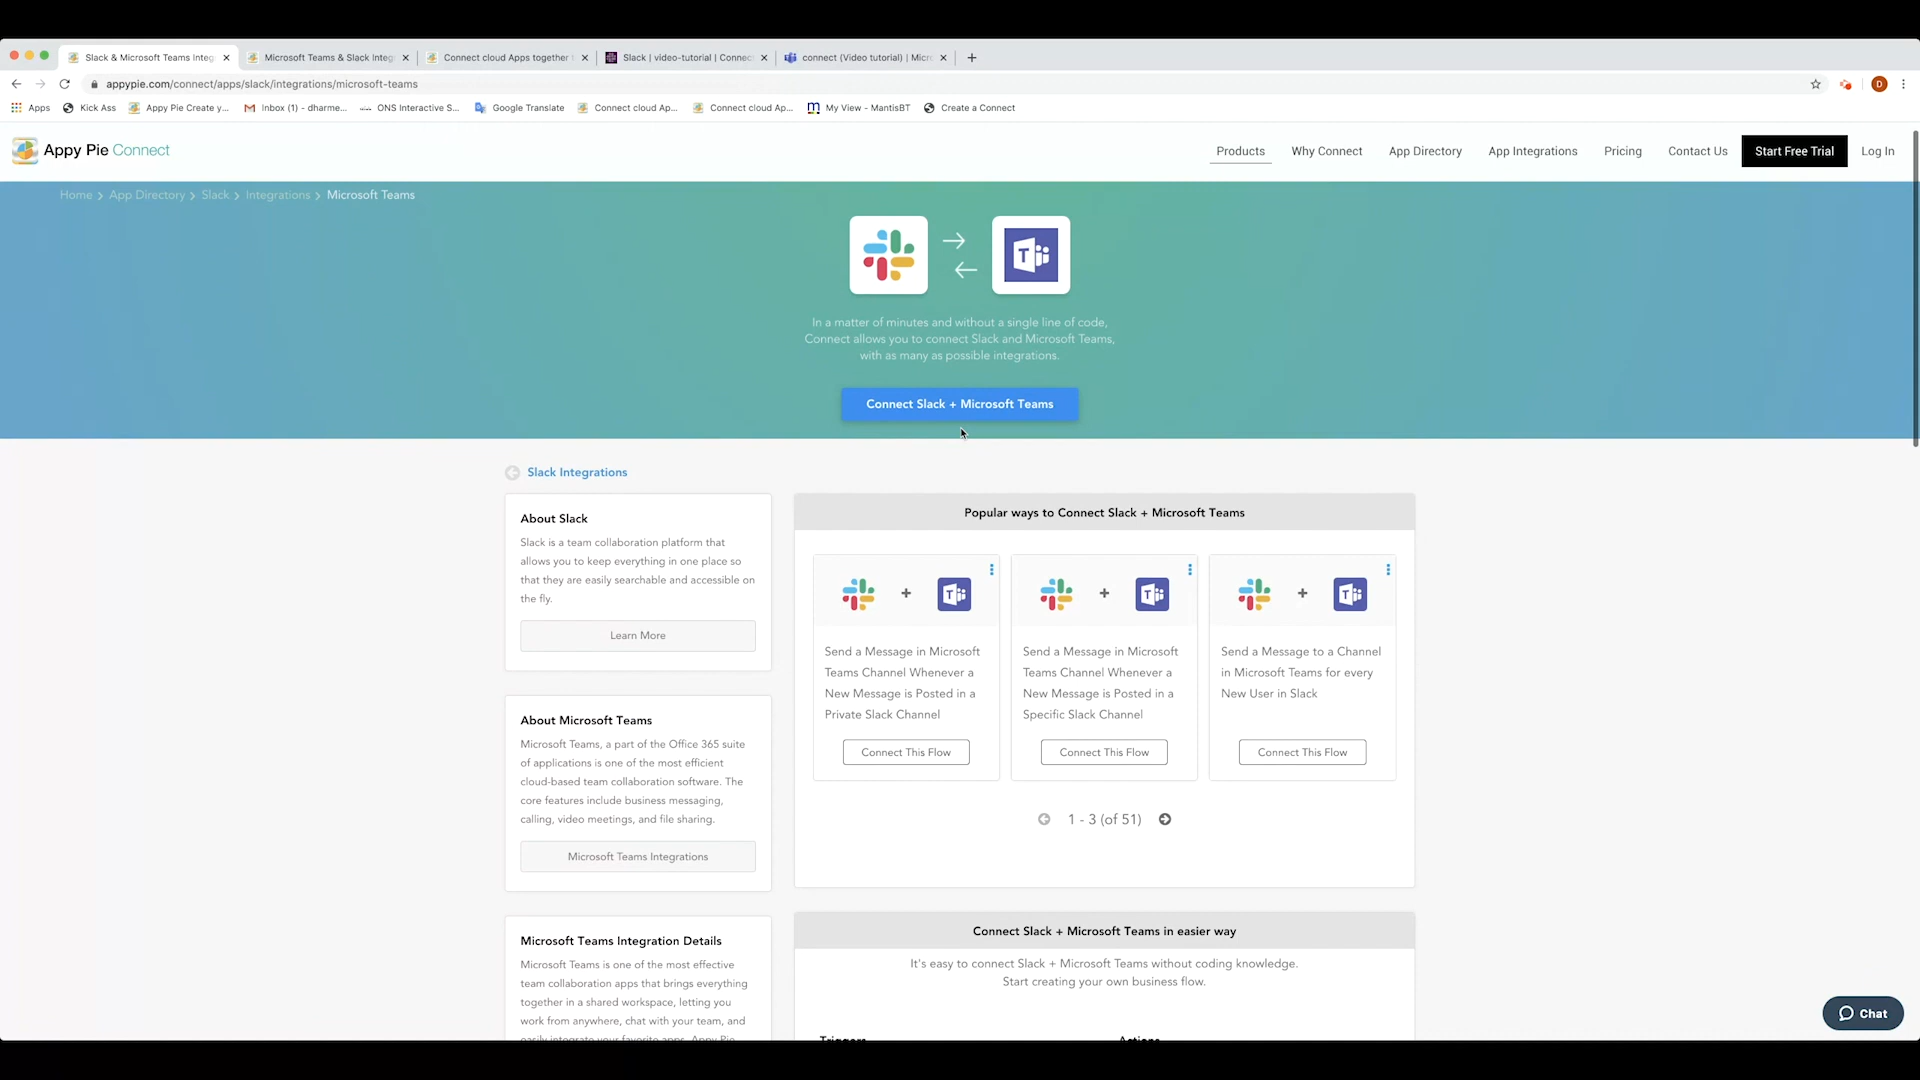 Slack & Microsoft Teams Integ
Microsoft Teams & Slack Integ
Connect cloud Apps together
Slack | video-tutorial | Connec
connect (Video tutorial) | Micr
appypie.com/connect/apps/slack/integrations/microsoft-teams
D
Apps
Kick Ass
Appy Pie Create y...
Inbox (1) - dharme...
ONS Interactive S...
Google Translate
Connect cloud Ap...
Connect cloud Ap...
My View - MantisBT
Create a Connect
Appy Pie Connect
Products
Why Connect
App Directory
App Integrations
Pricing
Contact Us
Start Free Trial
Log In
Home > App Directory > Slack > Integrations > Microsoft Teams
In a matter of minutes and without a single line of code,
Connect allows you to connect Slack and Microsoft Teams,
with as many as possible integrations.
Connect Slack + Microsoft Teams
Slack Integrations
About Slack
Slack is a team collaboration platform that
allows you to keep everything in one place so
that they are easily searchable and accessible on
the fly.
Learn More
About Microsoft Teams
Microsoft Teams, a part of the Office 365 suite
of applications is one of the most efficient
cloud-based team collaboration software. The
core features include business messaging,
calling, video meetings, and file sharing.
Microsoft Teams Integrations
Microsoft Teams Integration Details
Microsoft Teams is one of the most effective
team collaboration apps that brings everything
together in a shared workspace, letting you
work from anywhere, chat with your team, and
easily integrate your favorite apps. Appy Pie
Popular ways to Connect Slack + Microsoft Teams
Send a Message in Microsoft
Teams Channel Whenever a
New Message is Posted in a
Private Slack Channel
Connect This Flow
Send a Message in Microsoft
Teams Channel Whenever a
New Message is Posted in a
Specific Slack Channel
Connect This Flow
Send a Message to a Channel
in Microsoft Teams for every
New User in Slack
Connect This Flow
1 - 3 (of 51)
Connect Slack + Microsoft Teams in easier way
It's easy to connect Slack + Microsoft Teams without coding knowledge.
Start creating your own business flow.
Triggers
Actions
Chat